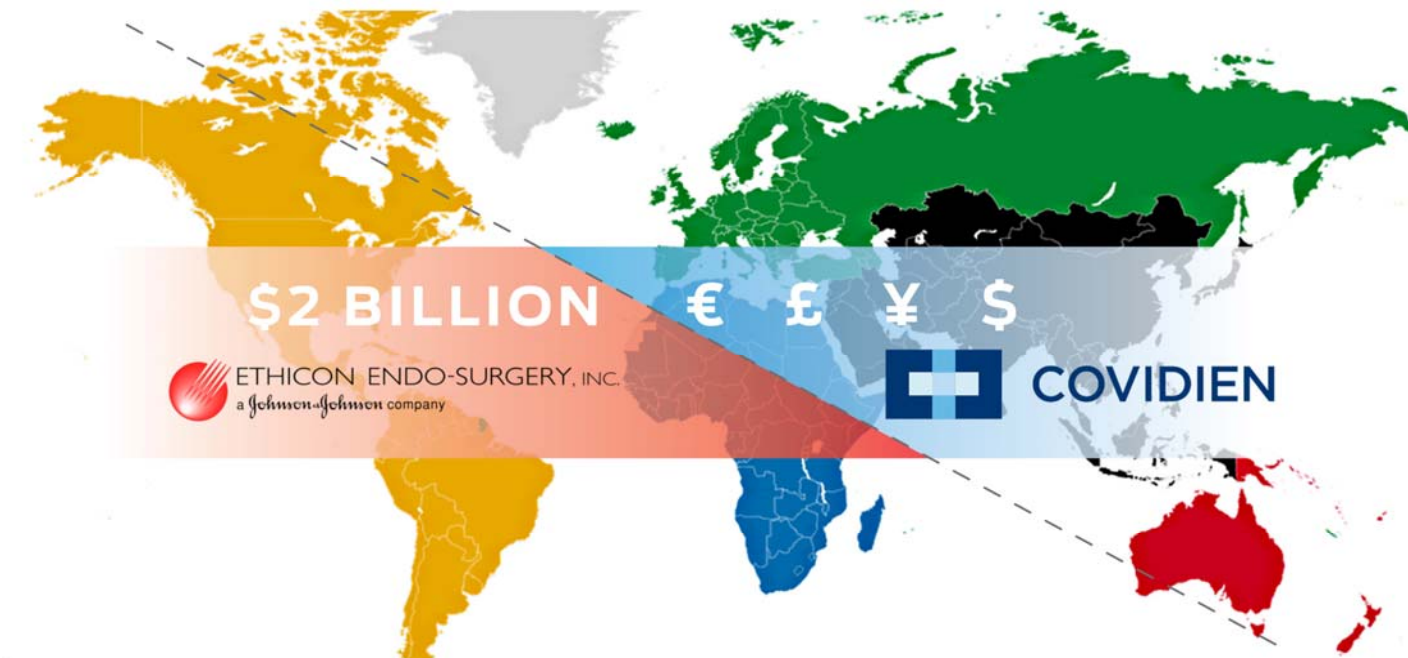 $2 BILLION € £ ¥ $
ETHICON ENDO-SURGERY, INC.
a Johnson & Johnson company
COVIDIEN